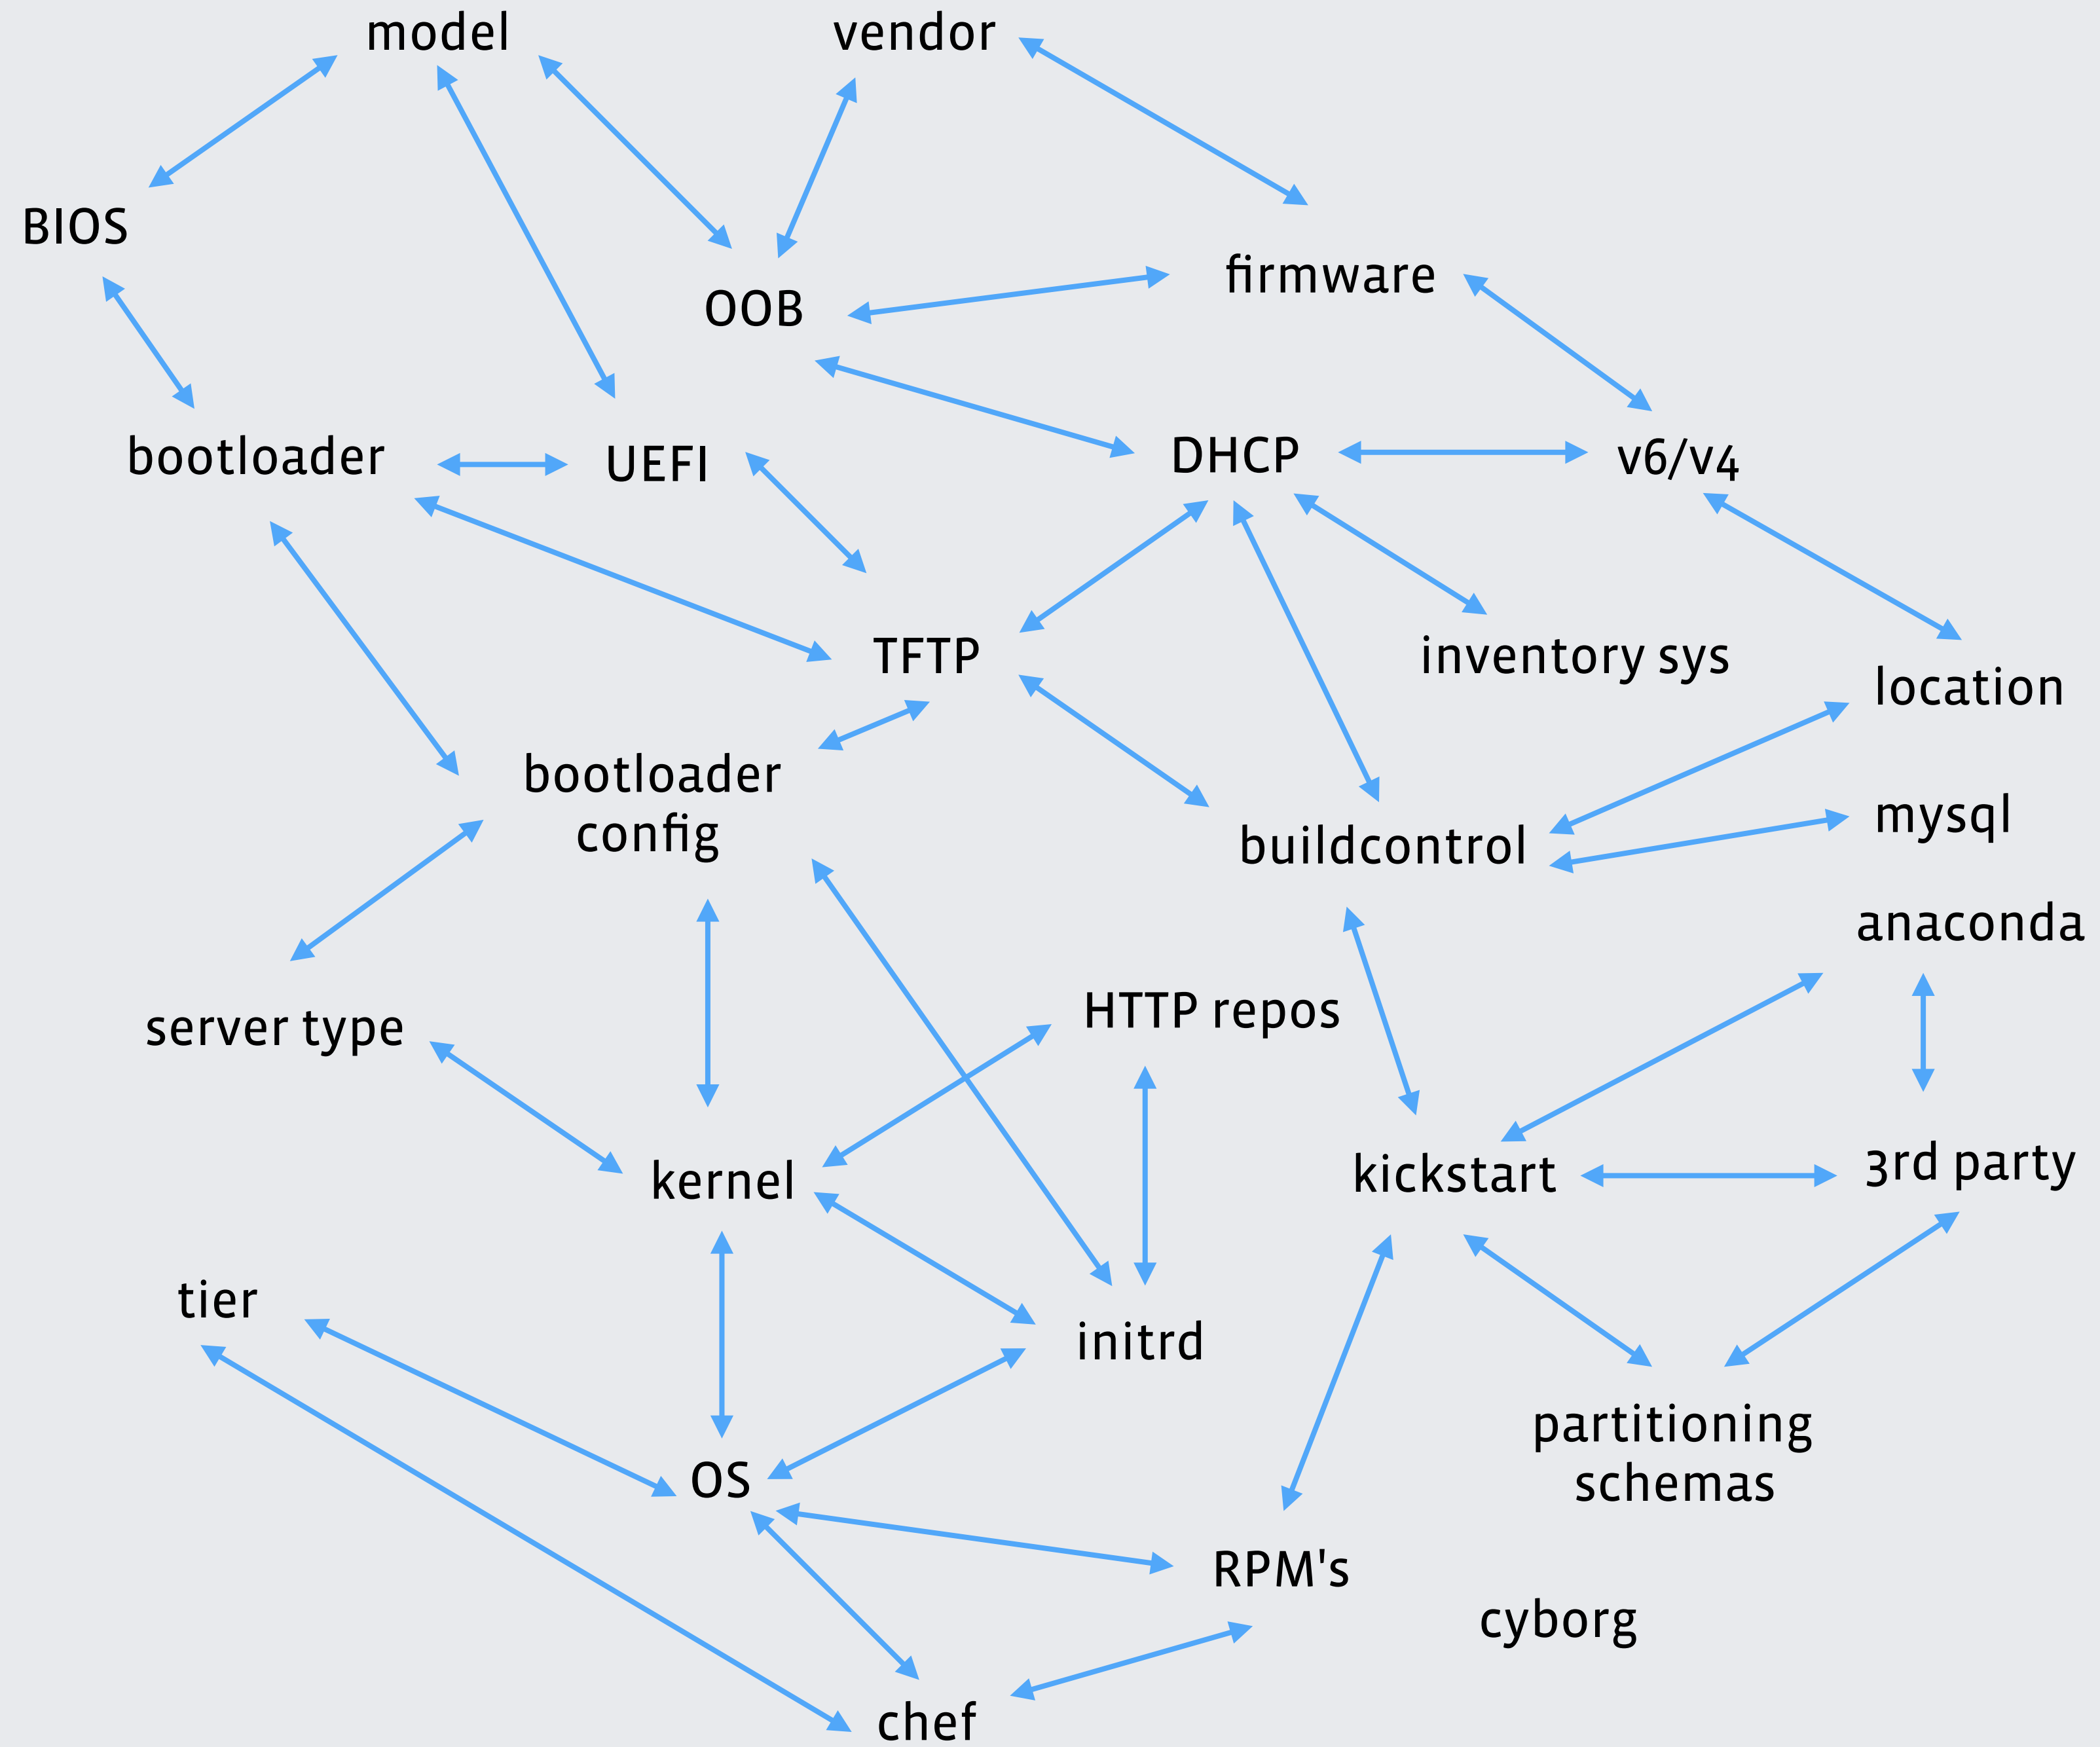 model
vendor
BIOS
firmware
OOB
bootloader
UEFI
DHCP
v6/v4
TFTP
inventory sys
location
bootloader
config
buildcontrol
mysql
anaconda
server type
HTTP repos
kernel
kickstart
3rd party
tier
initrd
partitioning
schemas
OS
RPM's
cyborg
chef